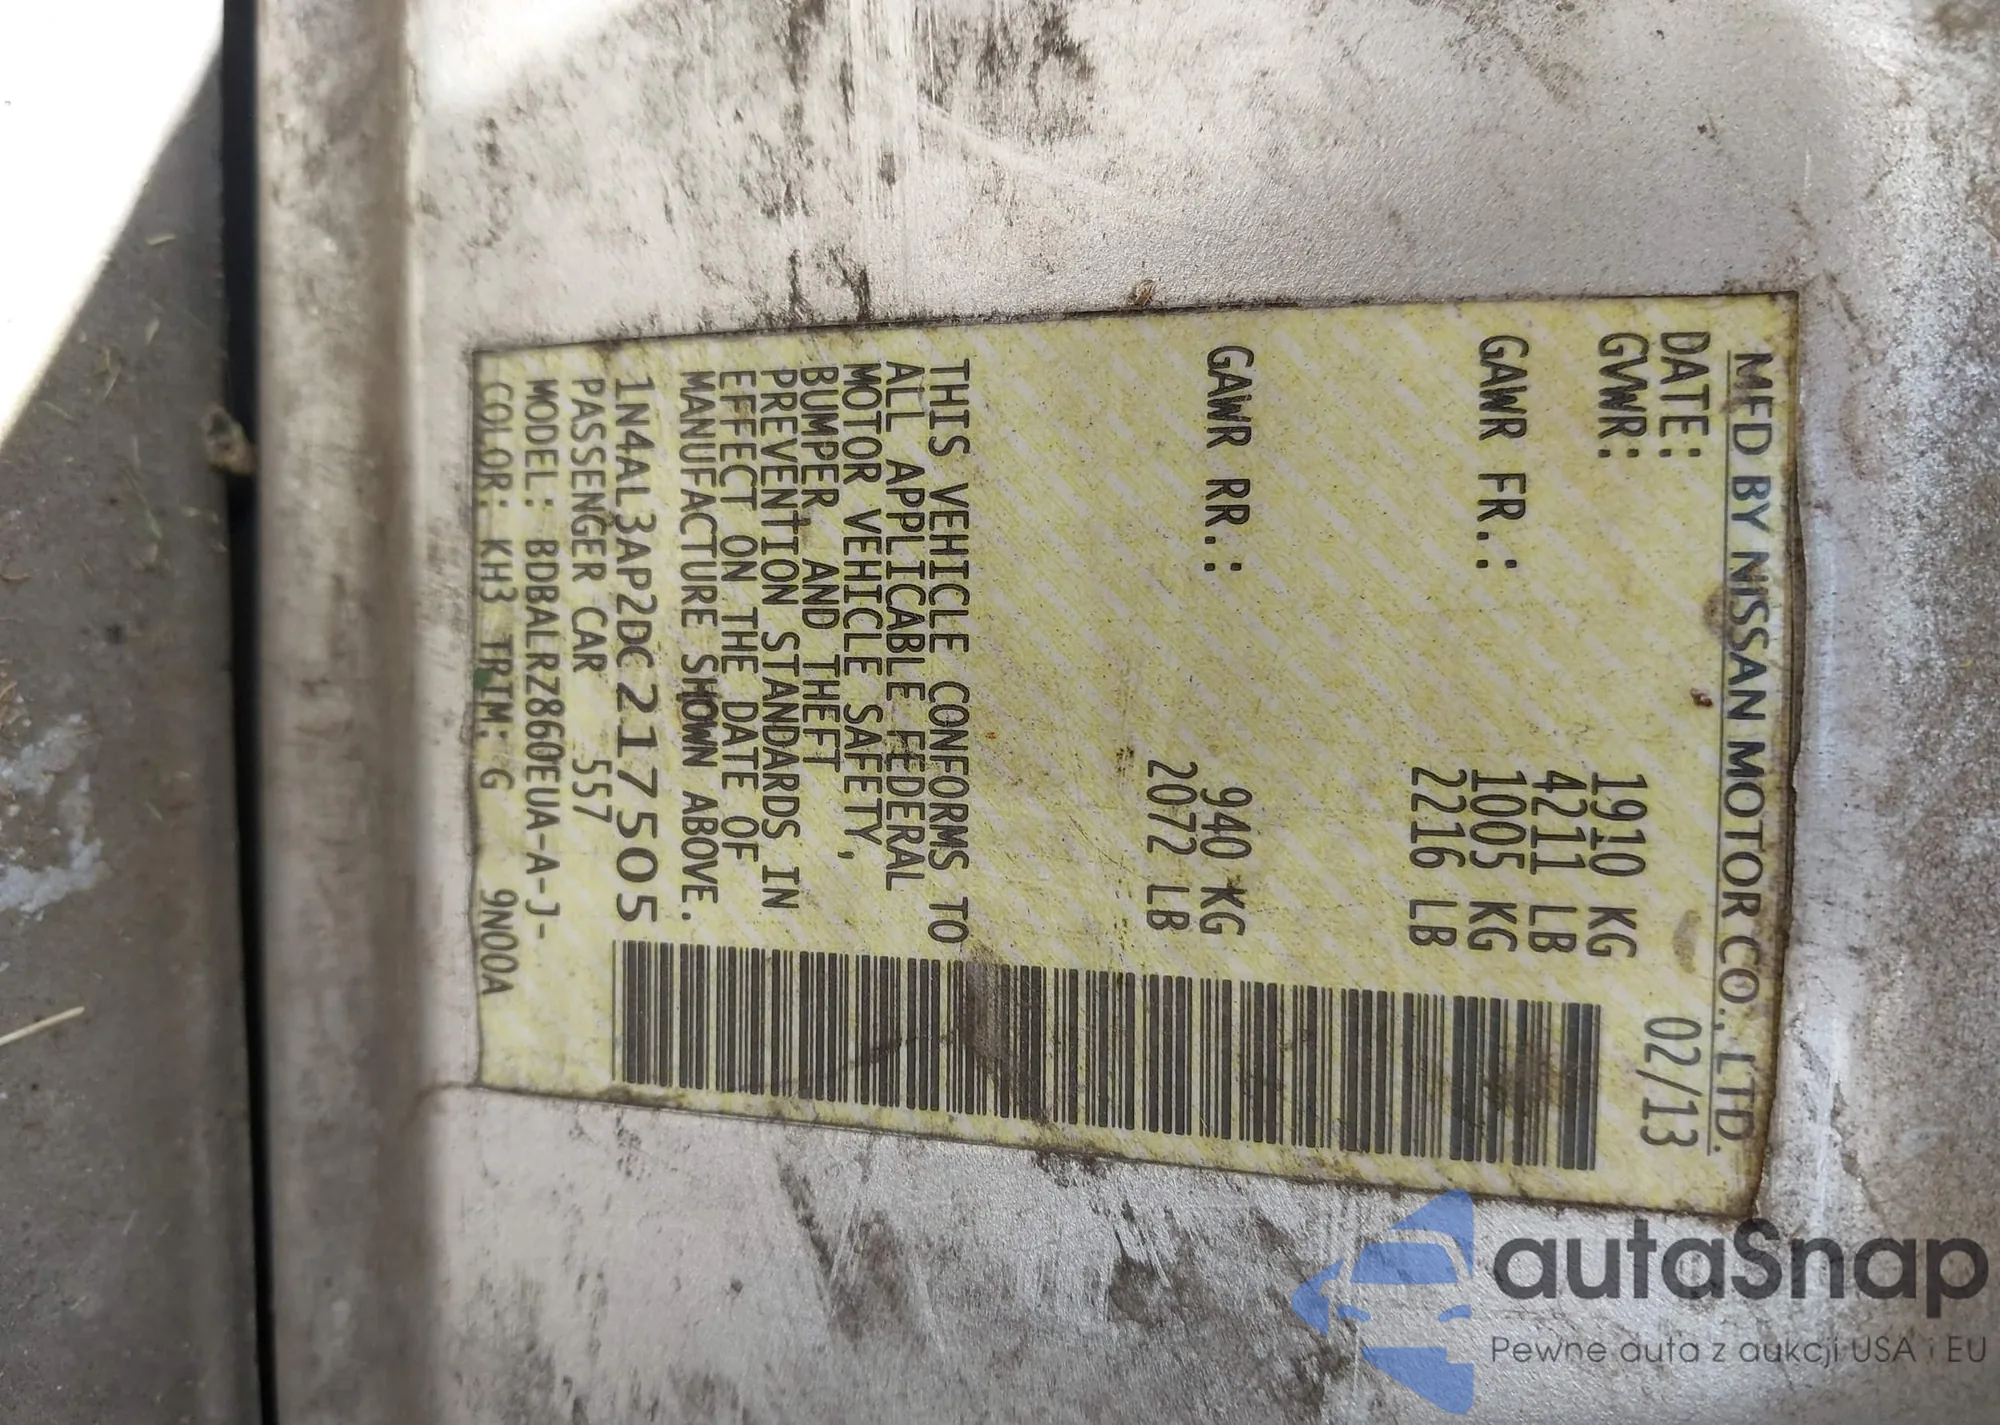 MFD BY NISSAN MOTOR CO., LTD.
DATE: 02/13
GVWR: 1910 KG
4211 LB
GAWR FR.: 1005 KG
2216 LB
GAWR RR.: 940 KG
2072 LB
THIS VEHICLE CONFORMS TO
ALL APPLICABLE FEDERAL
MOTOR VEHICLE SAFETY,
BUMPER, AND THEFT
PREVENTION STANDARDS IN
EFFECT ON THE DATE OF
MANUFACTURE SHOWN ABOVE.
1N4AL3AP2DC217505
PASSENGER CAR 557
MODEL: BDBALRZ860EUA-A-J-
COLOR: KH3 TRIM: G 9N00A
autaSnap
Pewne auta z aukcji USA i EU